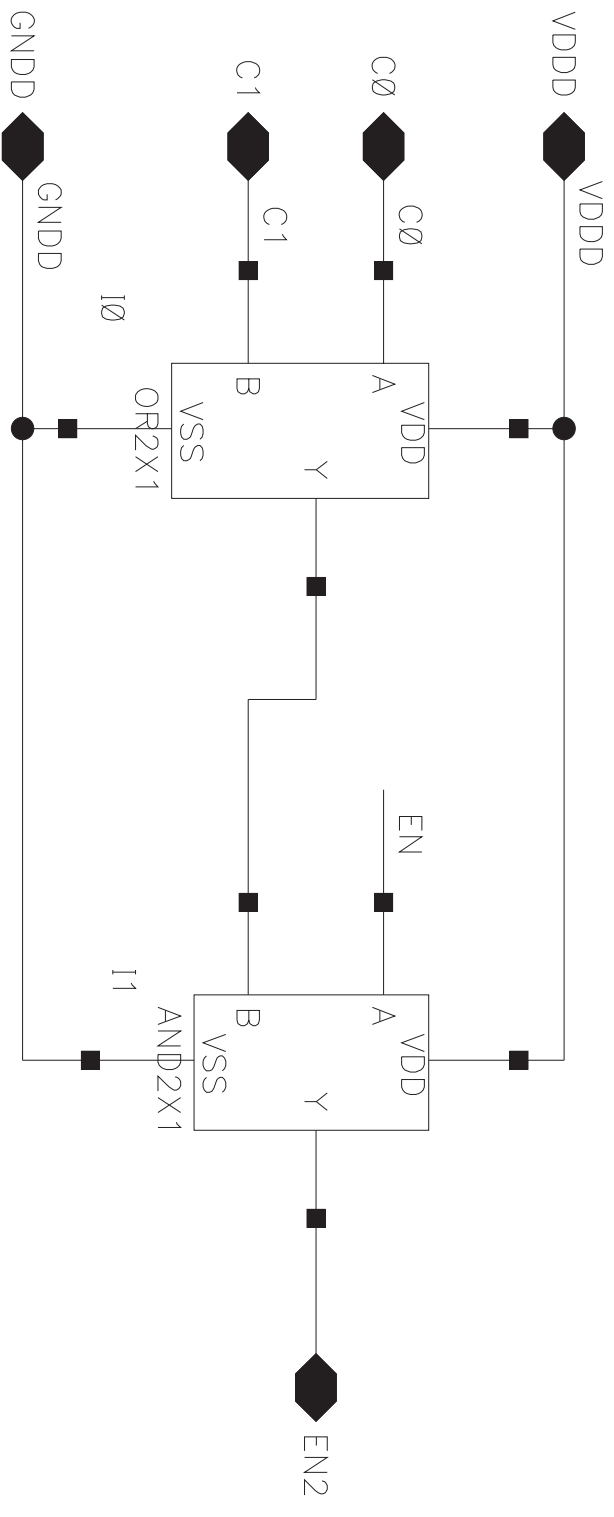 VDDD
VDDD
CØ
CØ
C1
C1
GNDD
GNDD
IØ
OR2X1
VDD
A
B
VSS
Y
EN
I1
AND2X1
VDD
A
B
VSS
Y
EN2